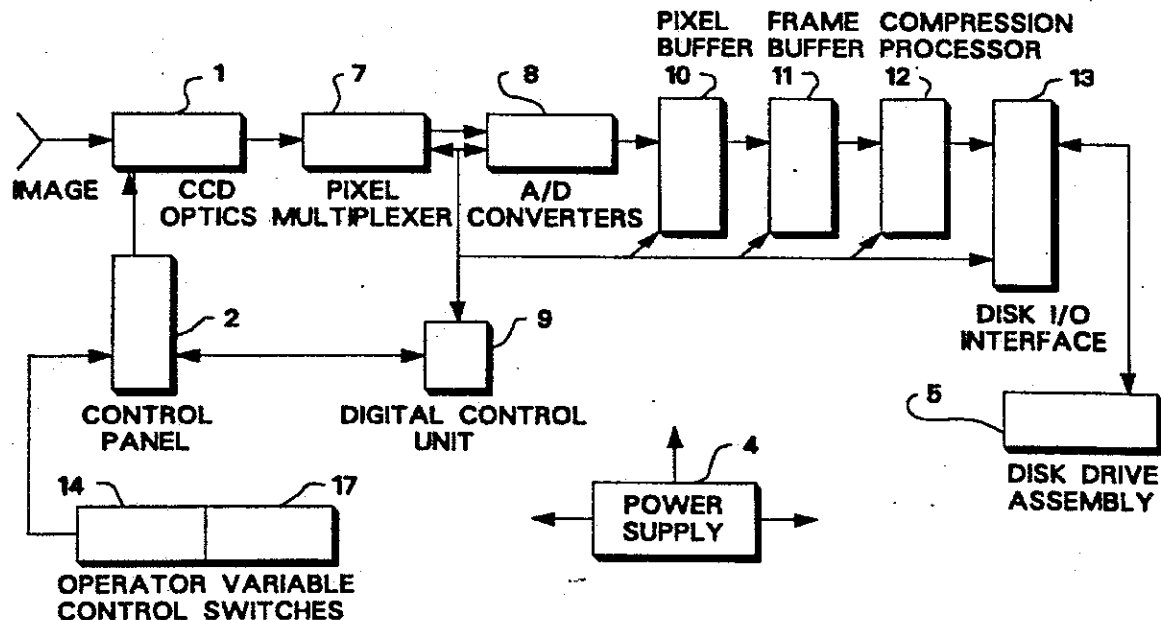 PIXEL BUFFER
FRAME BUFFER
COMPRESSION PROCESSOR
1
7
8
10
11
12
13
IMAGE
CCD OPTICS
PIXEL MULTIPLEXER
A/D CONVERTERS
2
9
DISK I/O INTERFACE
CONTROL PANEL
DIGITAL CONTROL UNIT
5
4
14
17
POWER SUPPLY
DISK DRIVE ASSEMBLY
OPERATOR VARIABLE
CONTROL SWITCHES